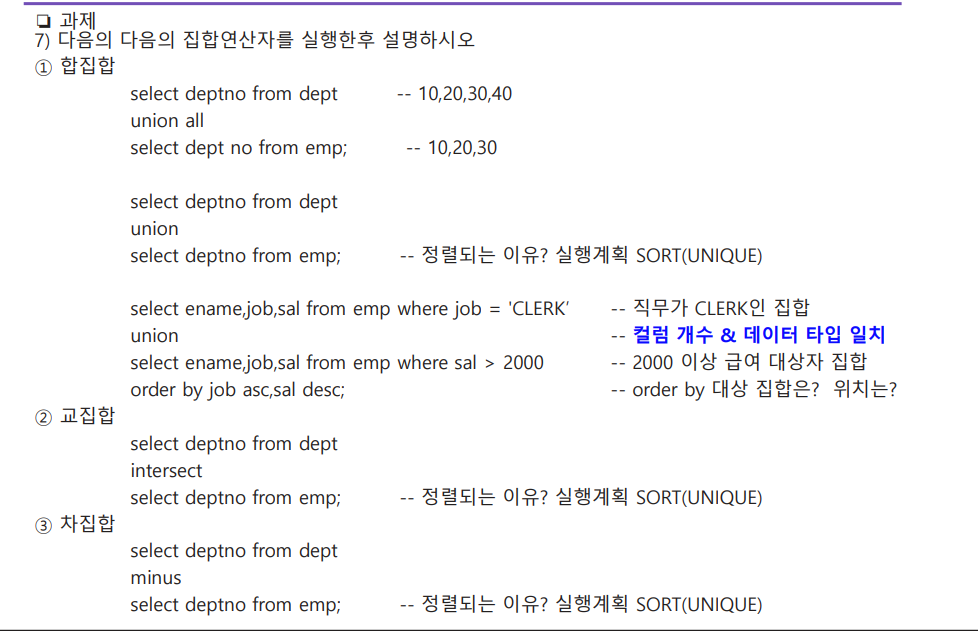 ❏ 과제
7) 다음의 다음의 집합연산자를 실행한후 설명하시오
① 합집합
select deptno from dept -- 10,20,30,40
union all
select dept no from emp; -- 10,20,30
select deptno from dept
union
select deptno from emp; -- 정렬되는 이유? 실행계획 SORT(UNIQUE)
select ename,job,sal from emp where job = 'CLERK’ -- 직무가 CLERK인 집합
union -- 컬럼 개수 & 데이터 타입 일치
select ename,job,sal from emp where sal > 2000 -- 2000 이상 급여 대상자 집합
order by job asc,sal desc; -- order by 대상 집합은? 위치는?
② 교집합
select deptno from dept
intersect
select deptno from emp; -- 정렬되는 이유? 실행계획 SORT(UNIQUE)
③ 차집합
select deptno from dept
minus
select deptno from emp; -- 정렬되는 이유? 실행계획 SORT(UNIQUE)